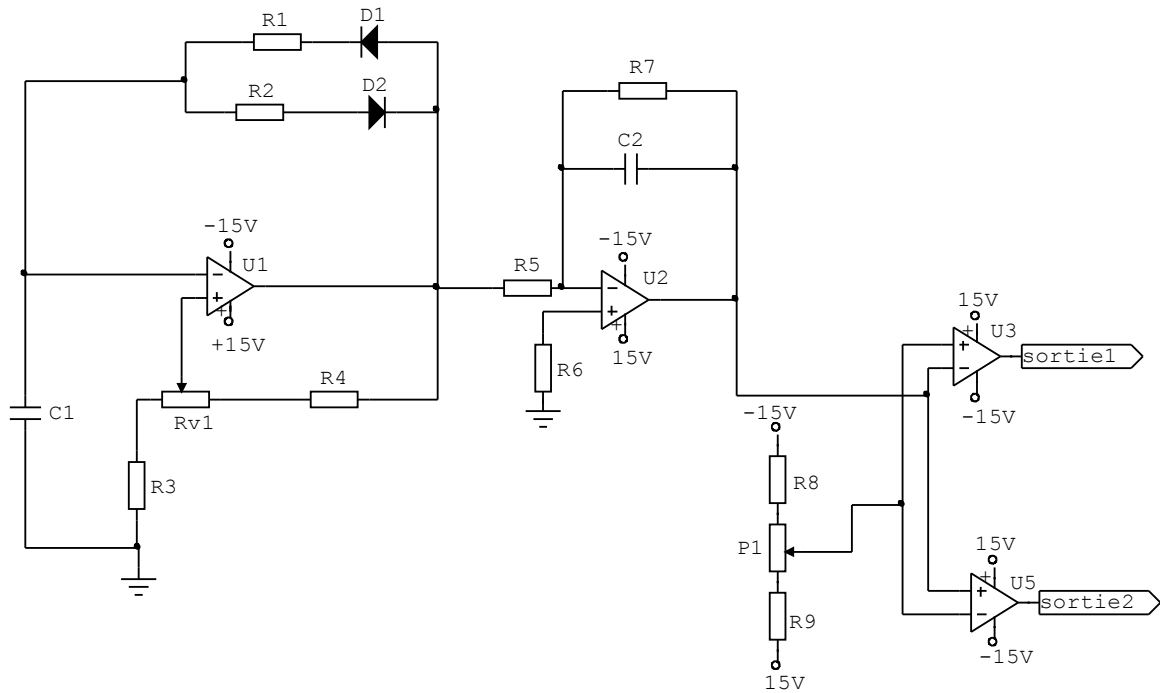 R1
D1
R2
D2
R7
C2
-15V
U1
+15V
R5
-15V
U2
15V
R6
R4
Rv1
C1
R3
15V
U3
sortie1
-15V
-15V
R8
P1
R9
15V
15V
U5
sortie2
-15V